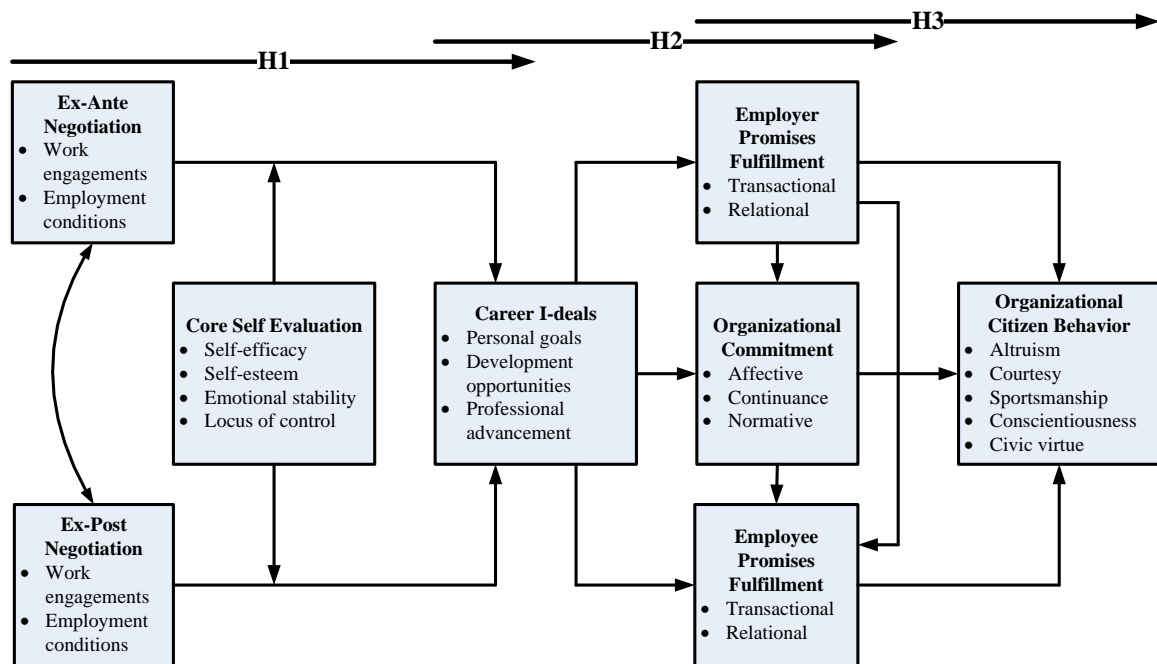 H3
H2
H1
Ex-Ante
Negotiation
• Work
engagements
• Employment
conditions
Employer
Promises
Fulfillment
• Transactional
• Relational
Core Self Evaluation
• Self-efficacy
• Self-esteem
• Emotional stability
• Locus of control
Career I-deals
• Personal goals
• Development
opportunities
• Professional
advancement
Organizational
Commitment
• Affective
• Continuance
• Normative
Organizational
Citizen Behavior
• Altruism
• Courtesy
• Sportsmanship
• Conscientiousness
• Civic virtue
Ex-Post
Negotiation
• Work
engagements
• Employment
conditions
Employee
Promises
Fulfillment
• Transactional
• Relational